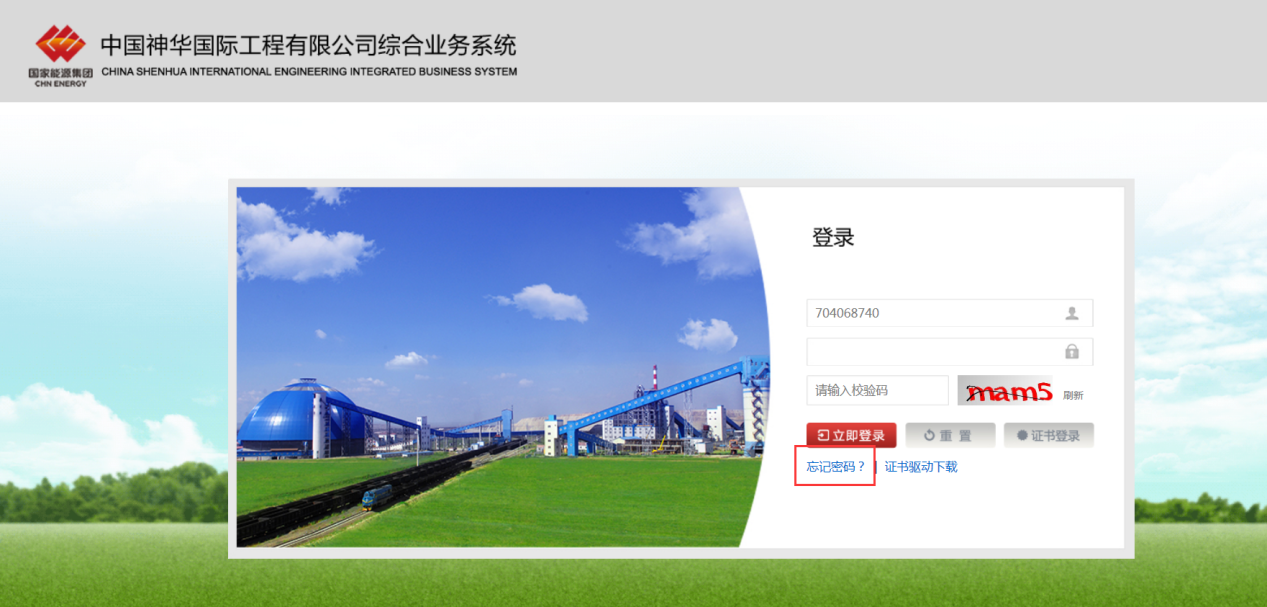 中国神华国际工程有限公司综合业务系统
国家能源集团
CHINA SHENHUA INTERNATIONAL ENGINEERING INTEGRATED BUSINESS SYSTEM
CHN ENERGY
登录
704068740
请输入校验码
mam5
刷新
立即登录
重 置
证书登录
忘记密码？
| 证书驱动下载